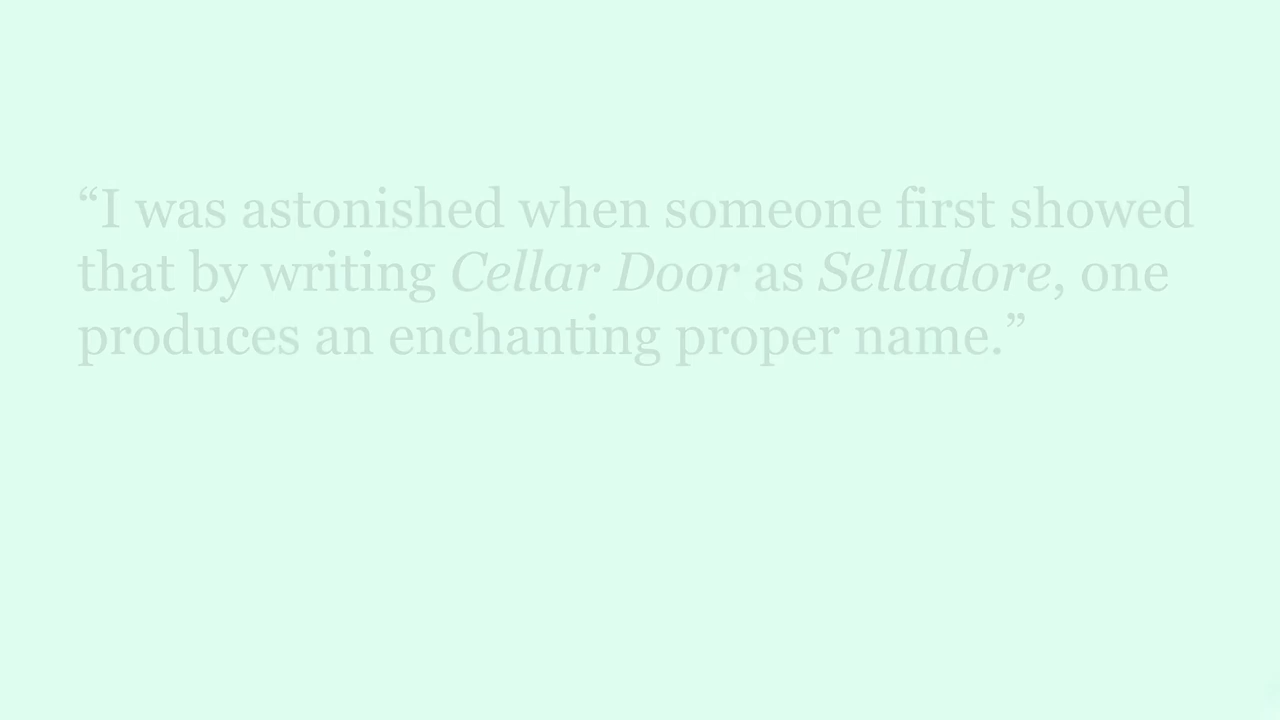 “I was astonished when someone first showed
that by writing Cellar Door as Selladore, one
produces an enchanting proper name.”